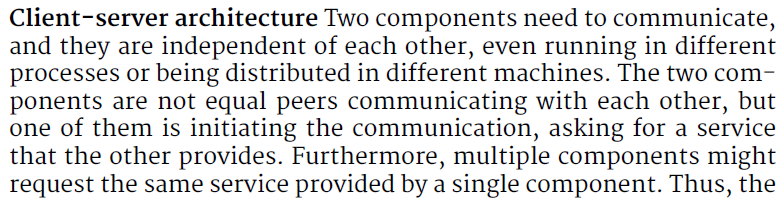 Client–server architecture Two components need to communicate,
and they are independent of each other, even running in different
processes or being distributed in different machines. The two com–
ponents are not equal peers communicating with each other, but
one of them is initiating the communication, asking for a service
that the other provides. Furthermore, multiple components might
request the same service provided by a single component. Thus, the